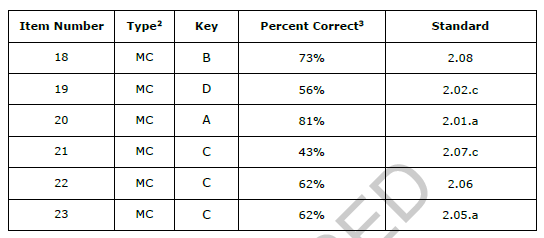 Item Number Type² Key Percent Correct³ Standard
18 MC B 73% 2.08
19 MC D 56% 2.02.c
20 MC A 81% 2.01.a
21 MC C 43% 2.07.c
22 MC C 62% 2.06
23 MC C 62% 2.05.a